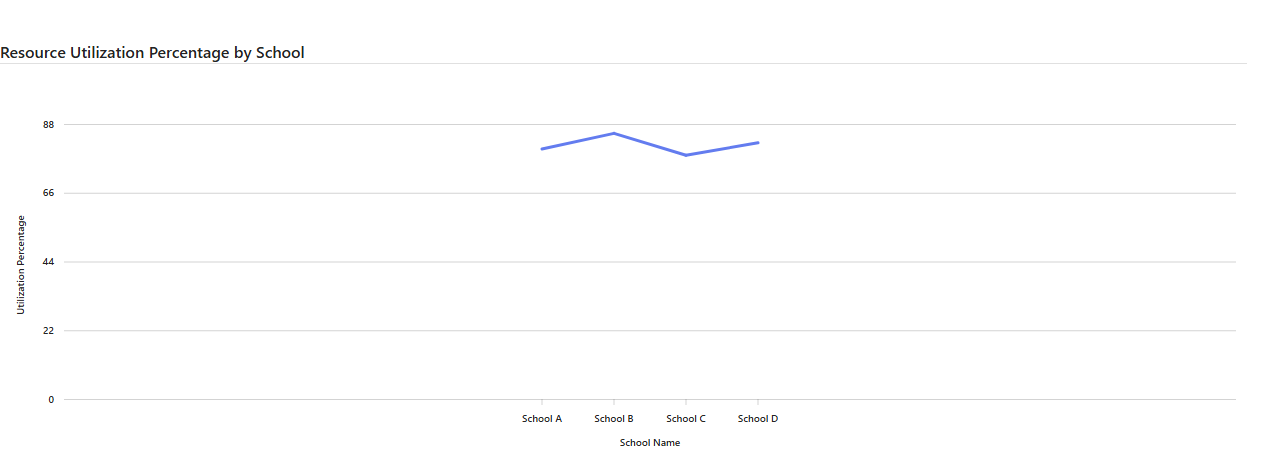 Resource Utilization Percentage by School
88
66
44
22
0
Utilization Percentage
School A
School B
School C
School D
School Name